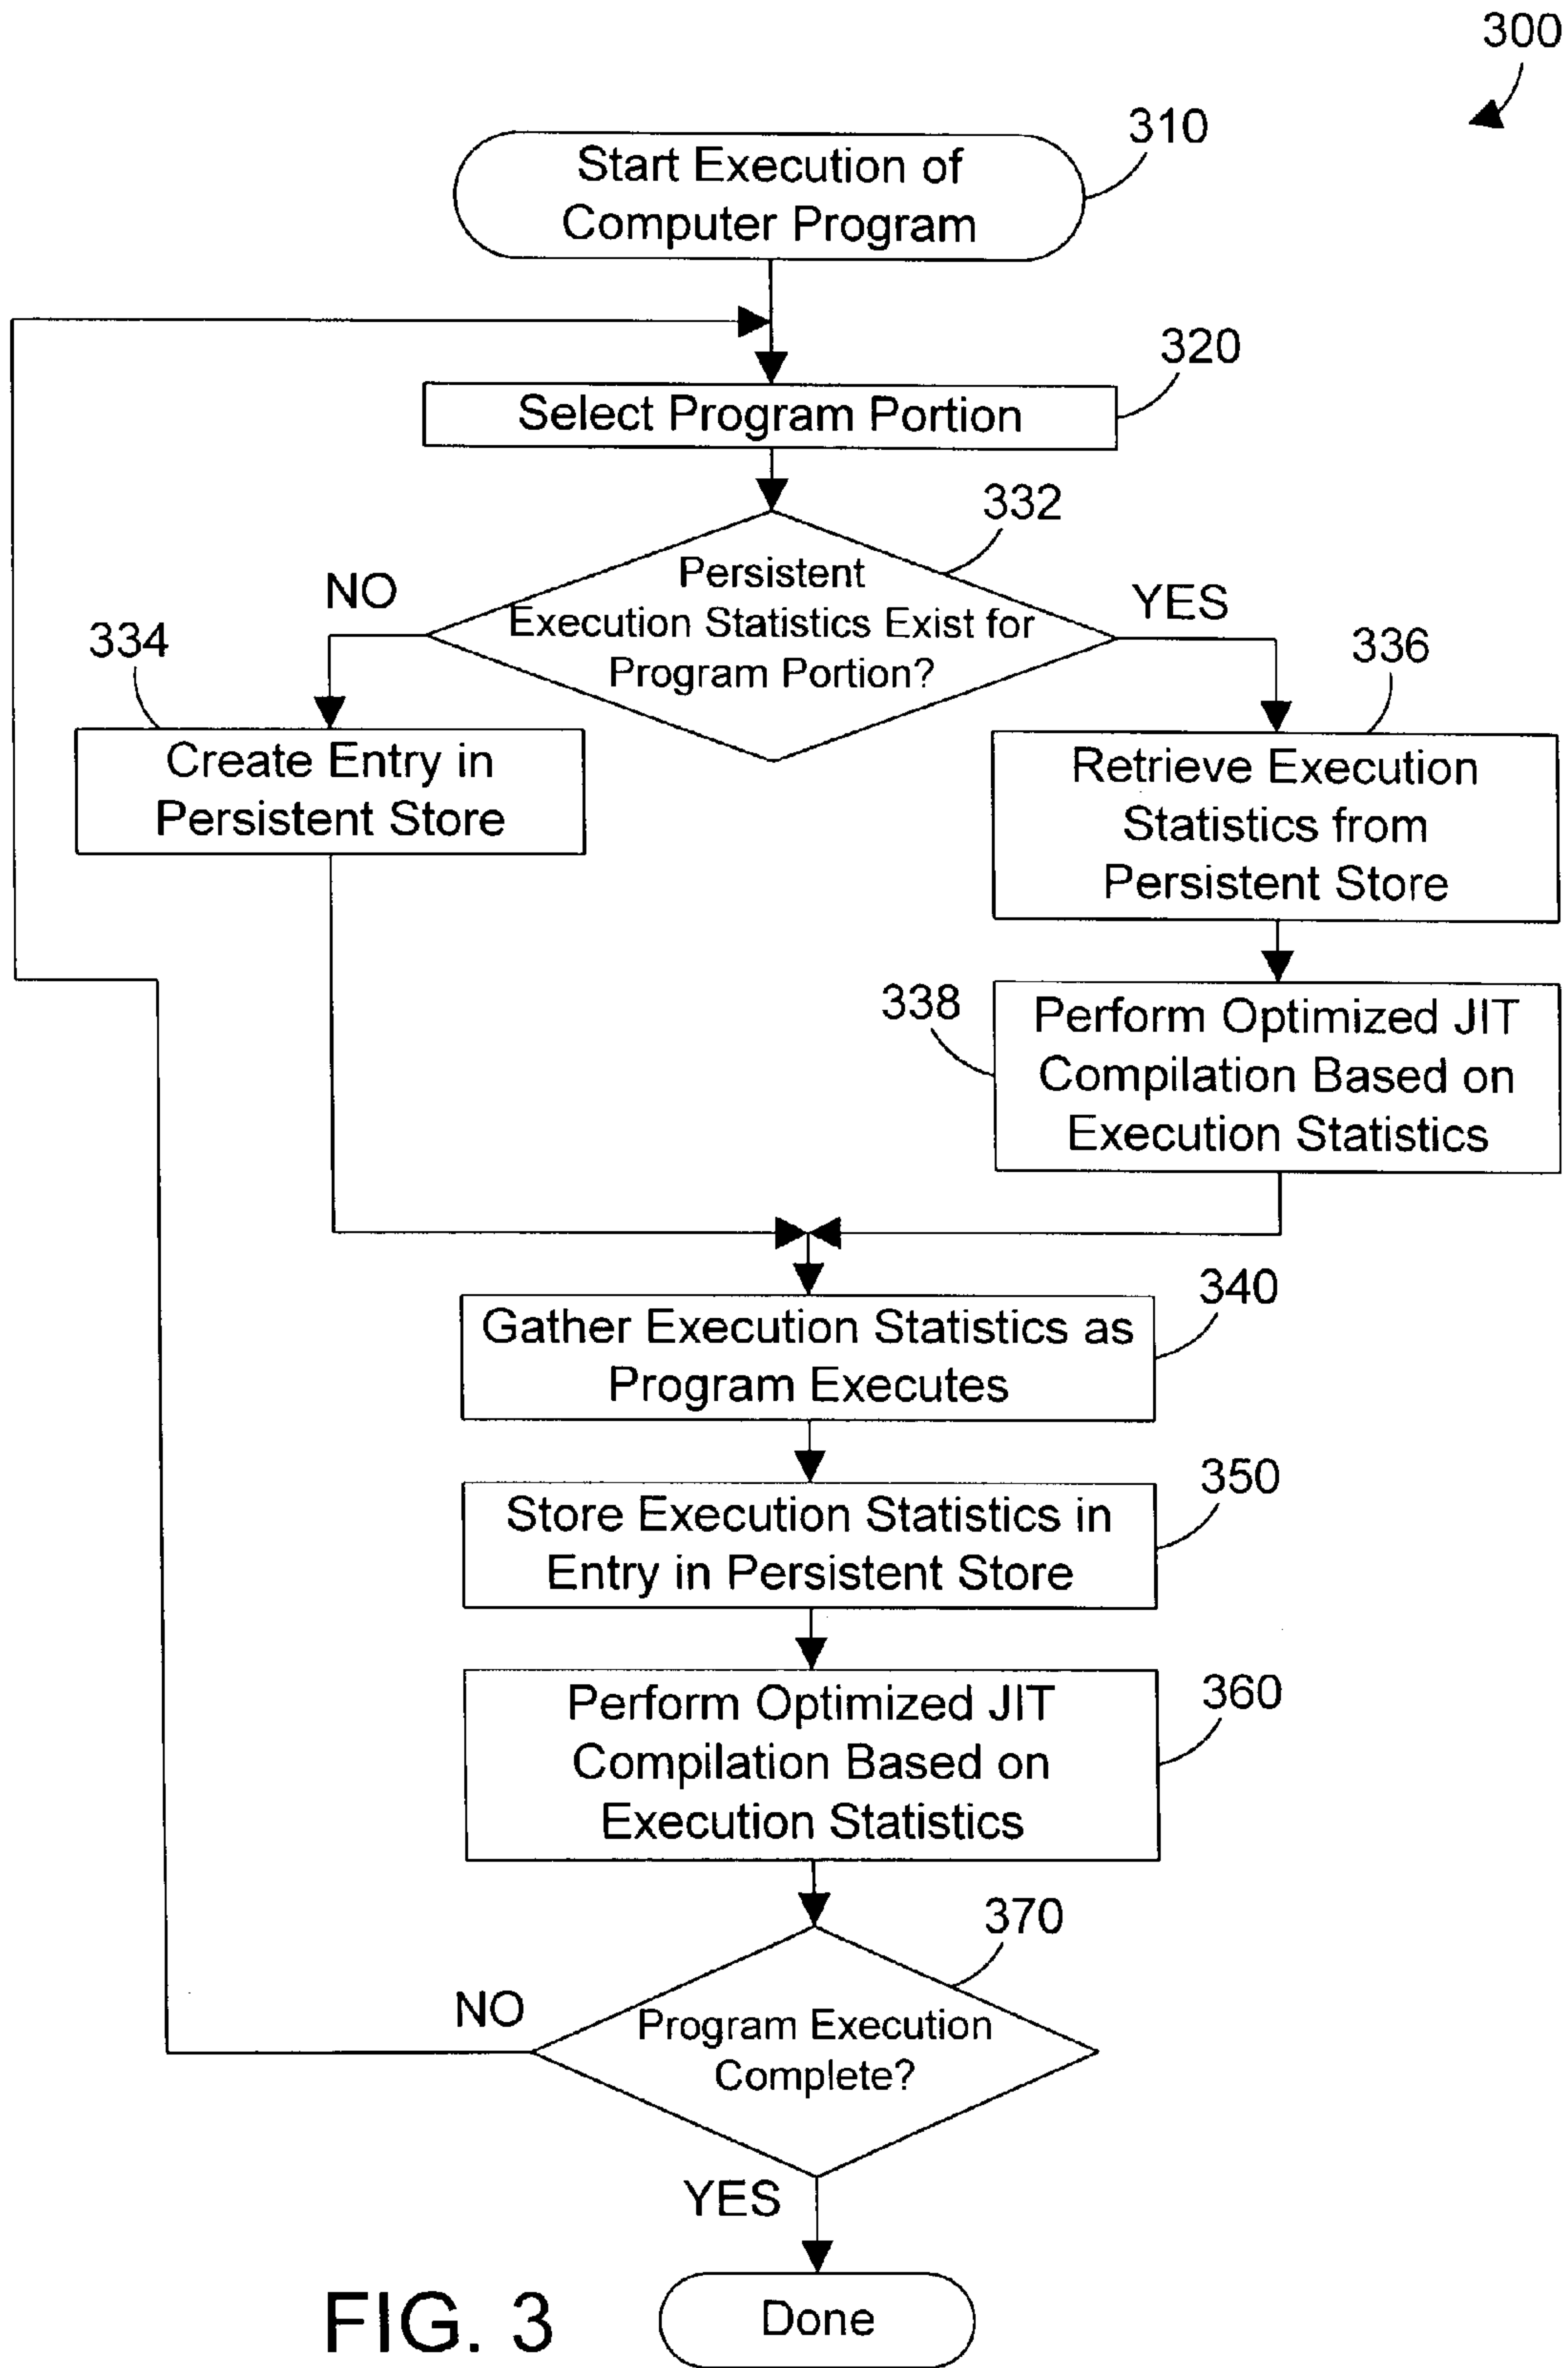 300
310
Start Execution of
Computer Program
320
Select Program Portion
332
Persistent
Execution Statistics Exist for
Program Portion?
NO
YES
334
Create Entry in
Persistent Store
336
Retrieve Execution
Statistics from
Persistent Store
338
Perform Optimized JIT
Compilation Based on
Execution Statistics
340
Gather Execution Statistics as
Program Executes
350
Store Execution Statistics in
Entry in Persistent Store
360
Perform Optimized JIT
Compilation Based on
Execution Statistics
370
Program Execution
Complete?
NO
YES
Done
FIG. 3